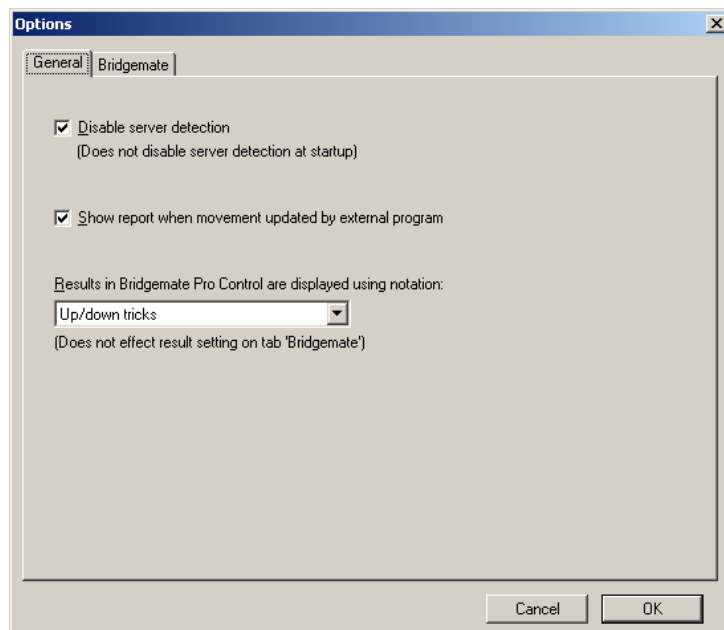 Options
General
Bridgemate
Disable server detection
(Does not disable server detection at startup)
Show report when movement updated by external program
Results in Bridgemate Pro Control are displayed using notation:
Up/down tricks
(Does not effect result setting on tab 'Bridgemate')
Cancel
OK